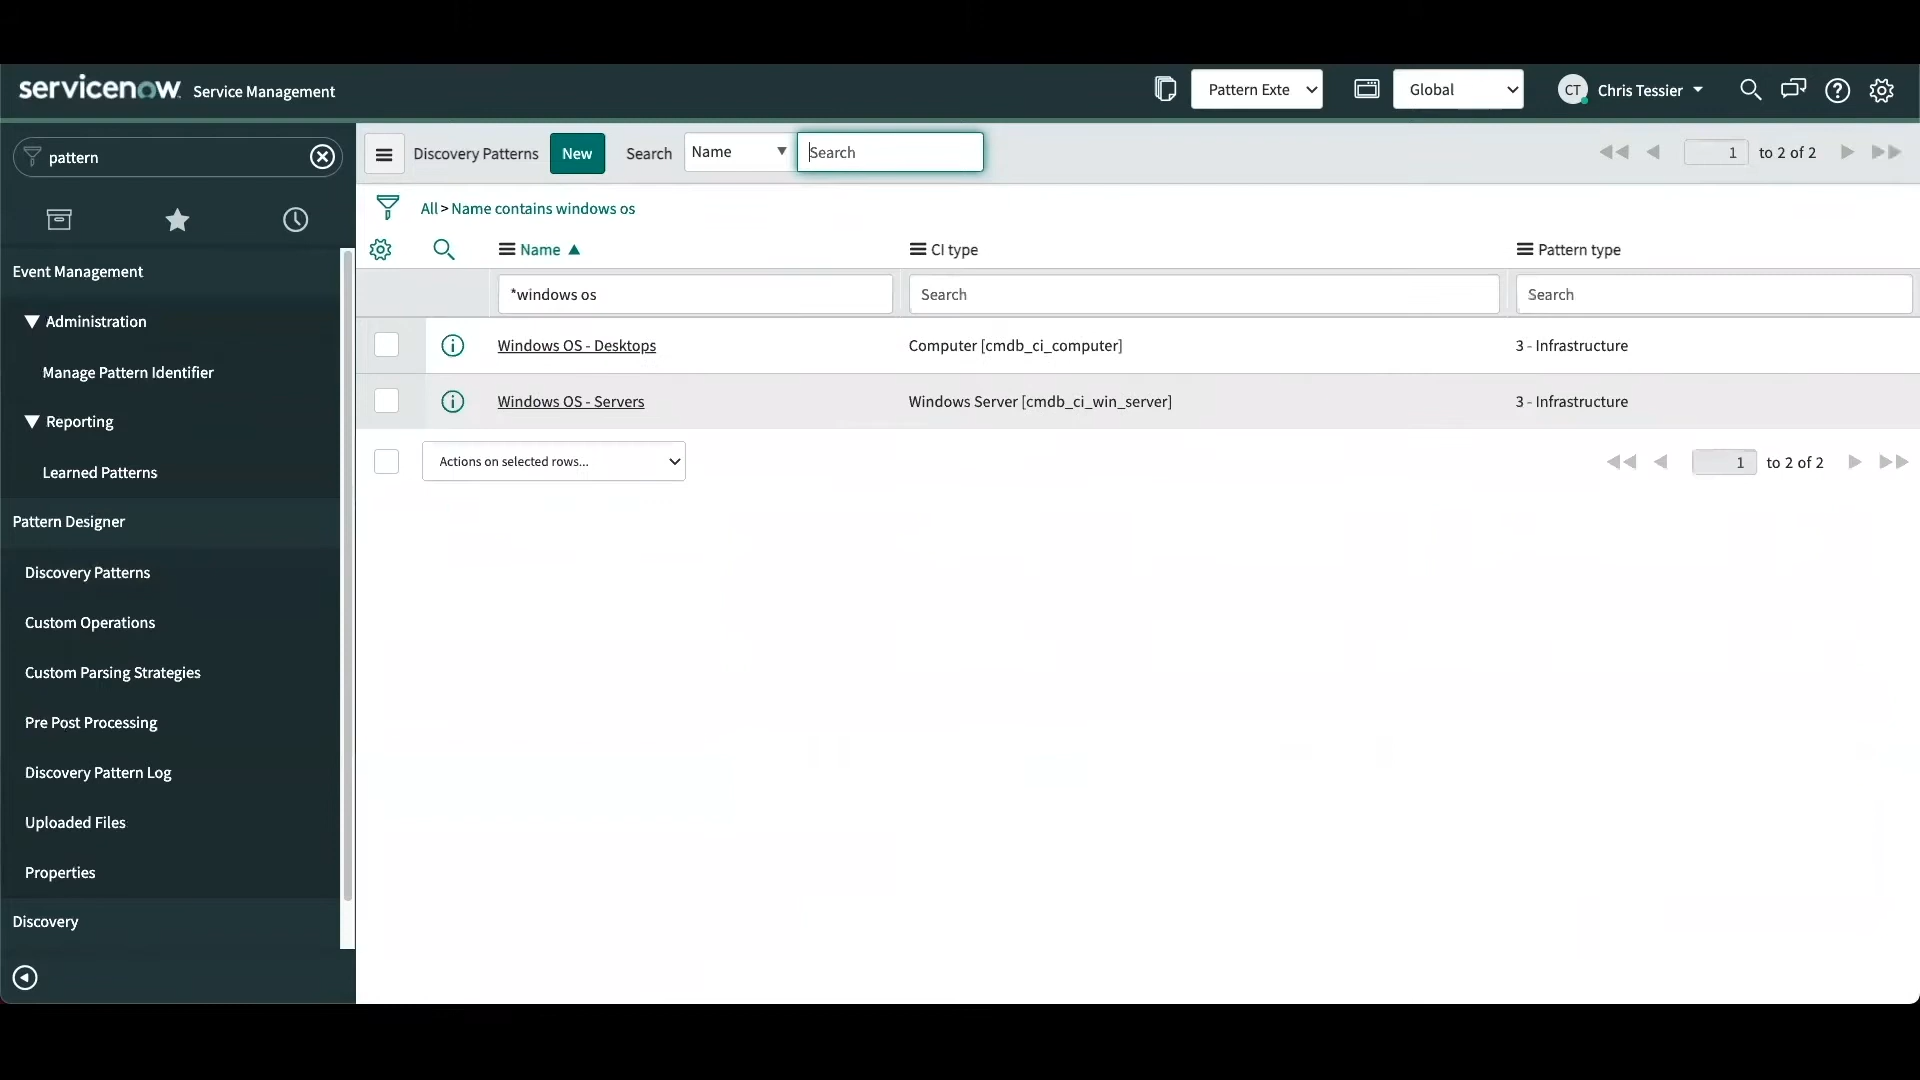 servicenow Service Management
Pattern Exte
Global
CT Chris Tessier
pattern
Discovery Patterns New Search Name Search
1 to 2 of 2
All > Name contains windows os
Name CI type Pattern type
*windows os Search Search
Windows OS - Desktops Computer [cmdb_ci_computer] 3 - Infrastructure
Windows OS - Servers Windows Server [cmdb_ci_win_server] 3 - Infrastructure
Actions on selected rows...
1 to 2 of 2
Event Management
Administration
Manage Pattern Identifier
Reporting
Learned Patterns
Pattern Designer
Discovery Patterns
Custom Operations
Custom Parsing Strategies
Pre Post Processing
Discovery Pattern Log
Uploaded Files
Properties
Discovery